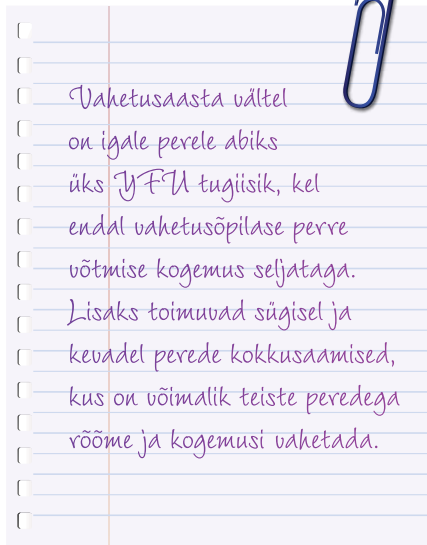 Vahetusaasta vältel
on igale perele abiks
üks YFU tugiisik, kel
endal vahetusõpilase perre
võtmise kogemus seljataga.
Lisaks toimuvad sügisel ja
kevadel perede kokkusaamised,
kus on võimalik teiste peredega
rõõme ja kogemusi vahetada.